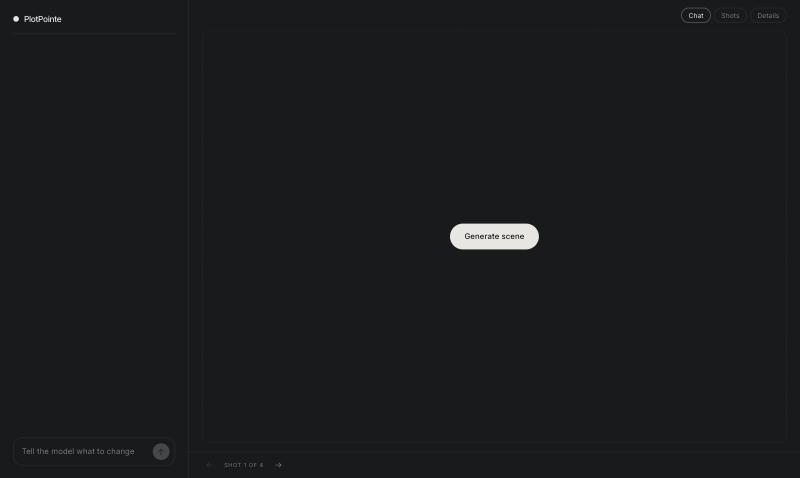 PlotPointe
Chat
Shots
Details
Generate scene
Tell the model what to change
SHOT 1 OF 4